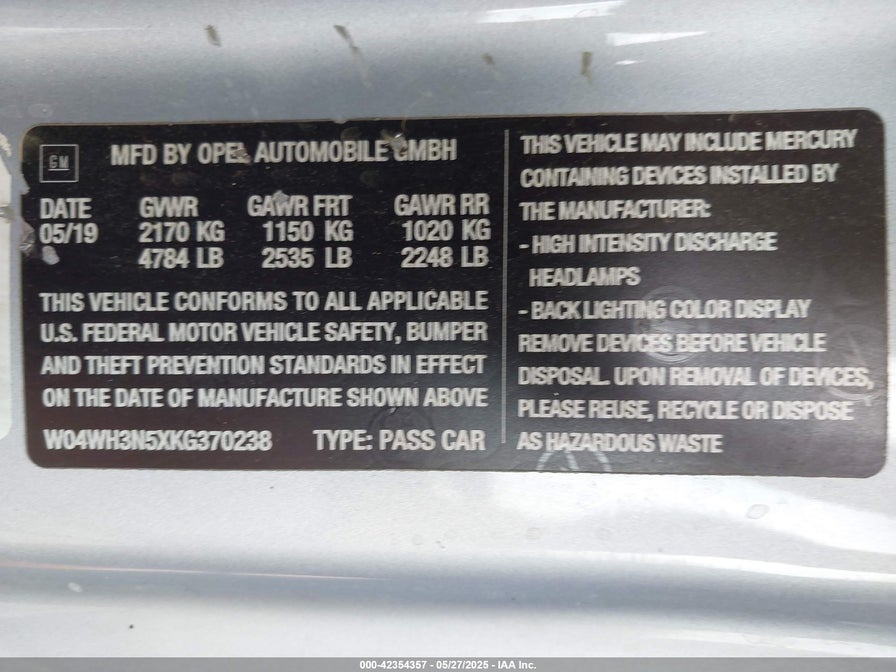 GM
MFD BY OPEL AUTOMOBILE GMBH
DATE GVWR GAWR FRT GAWR RR
05/19 2170 KG 1150 KG 1020 KG
4784 LB 2535 LB 2248 LB
THIS VEHICLE CONFORMS TO ALL APPLICABLE
U.S. FEDERAL MOTOR VEHICLE SAFETY, BUMPER
AND THEFT PREVENTION STANDARDS IN EFFECT
ON THE DATE OF MANUFACTURE SHOWN ABOVE
W04WH3N5XKG370238 TYPE: PASS CAR
THIS VEHICLE MAY INCLUDE MERCURY
CONTAINING DEVICES INSTALLED BY
THE MANUFACTURER:
- HIGH INTENSITY DISCHARGE
HEADLAMPS
- BACK LIGHTING COLOR DISPLAY
REMOVE DEVICES BEFORE VEHICLE
DISPOSAL. UPON REMOVAL OF DEVICES,
PLEASE REUSE, RECYCLE OR DISPOSE
AS HAZARDOUS WASTE
000-42354357 - 05/27/2025 - IAA Inc.